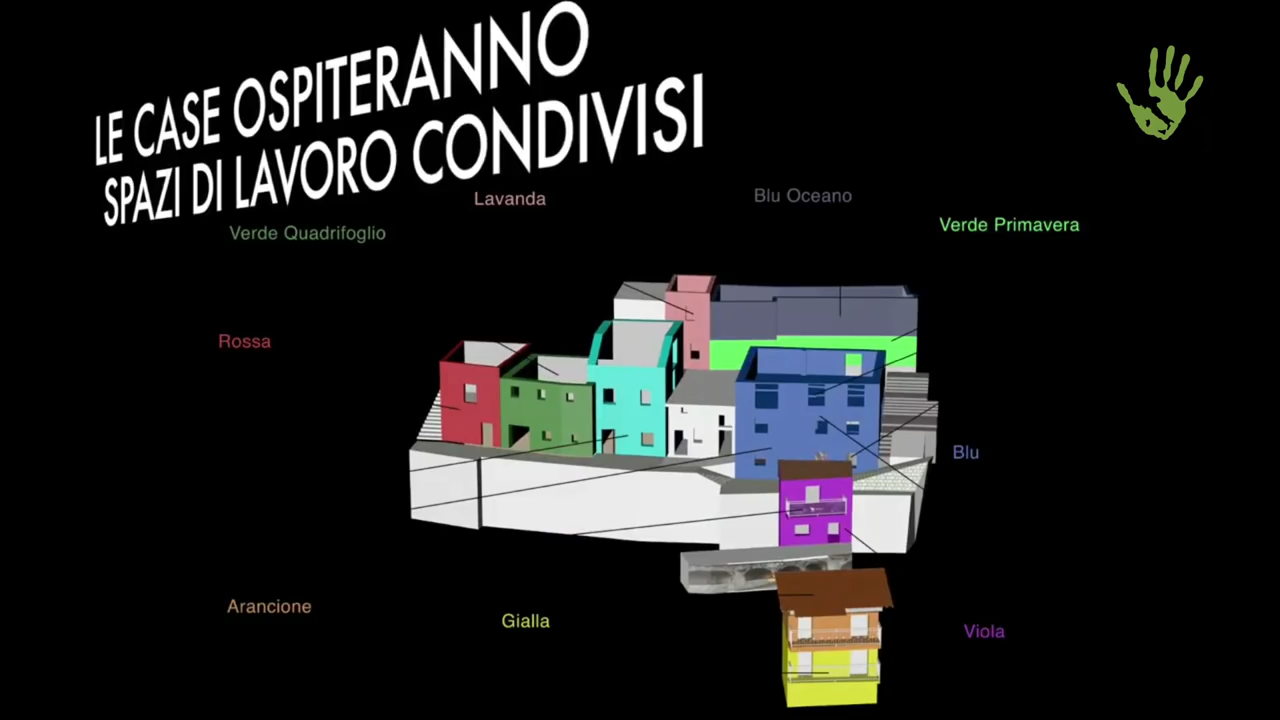 LE CASE OSPITERANNO
SPAZI DI LAVORO CONDIVISI
Lavanda
Blu Oceano
Verde Primavera
Verde Quadrifoglio
Rossa
Blu
Arancione
Gialla
Viola